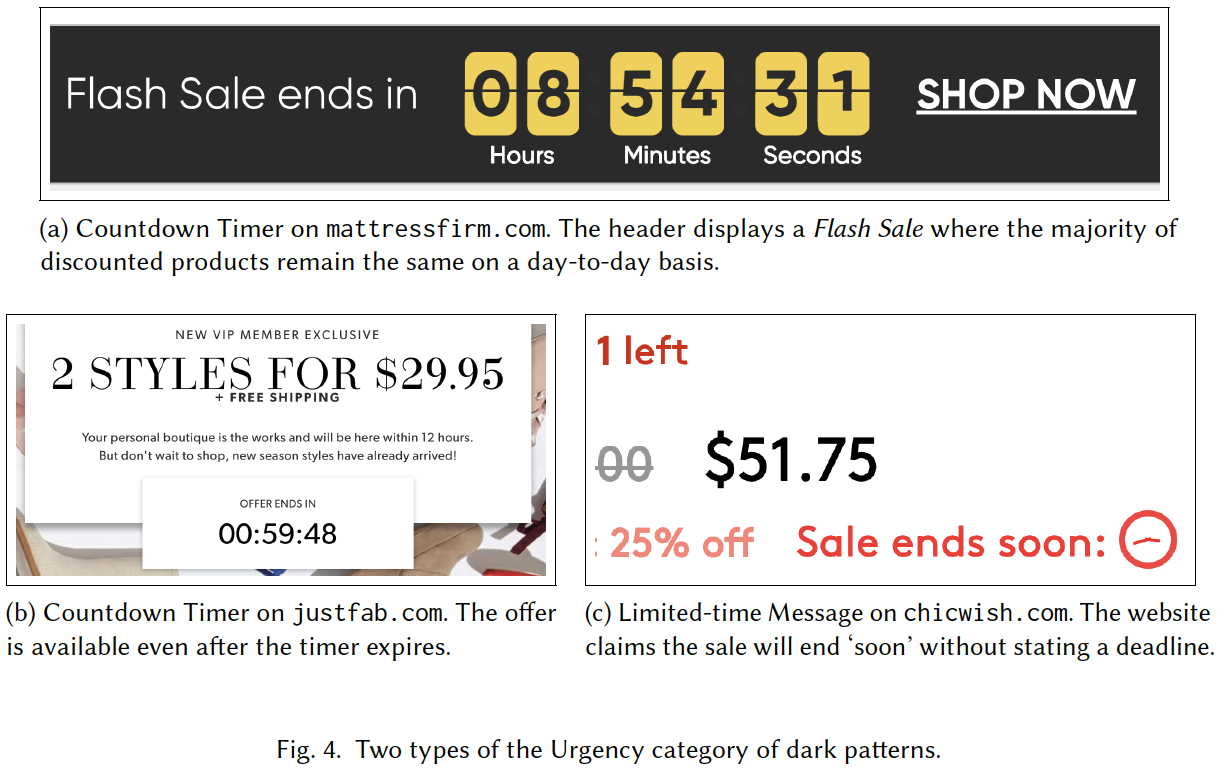 Flash Sale ends in 08 54 31 SHOP NOW
Hours Minutes Seconds
(a) Countdown Timer on mattressfirm.com. The header displays a Flash Sale where the majority of
discounted products remain the same on a day-to-day basis.
NEW VIP MEMBER EXCLUSIVE
2 STYLES FOR $29.95
+ FREE SHIPPING
Your personal boutique is the works and will be here within 12 hours.
But don't wait to shop, new season styles have already arrived!
OFFER ENDS IN
00:59:48
(b) Countdown Timer on justfab.com. The offer
is available even after the timer expires.
1 left
00 $51.75
: 25% off Sale ends soon:
(c) Limited-time Message on chicwish.com. The website
claims the sale will end ‘soon’ without stating a deadline.
Fig. 4. Two types of the Urgency category of dark patterns.